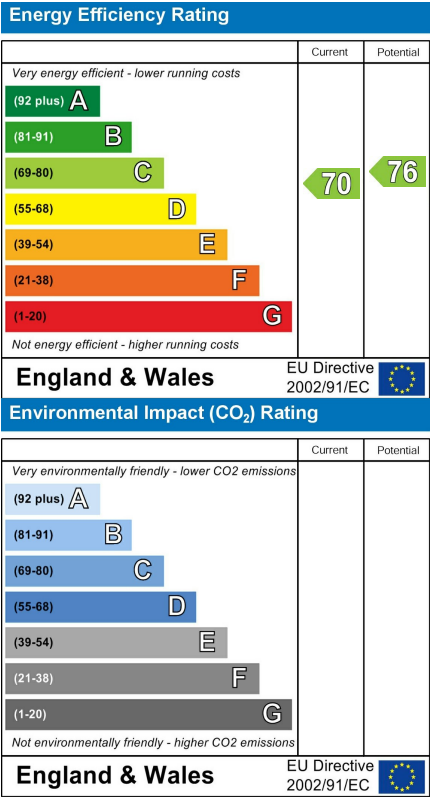 Energy Efficiency Rating
Current Potential
Very energy efficient - lower running costs
(92 plus) A
(81-91) B
(69-80) C
70 76
(55-68) D
(39-54) E
(21-38) F
(1-20) G
Not energy efficient - higher running costs
England & Wales
EU Directive
2002/91/EC
Environmental Impact (CO₂) Rating
Current Potential
Very environmentally friendly - lower CO2 emissions
(92 plus) A
(81-91) B
(69-80) C
(55-68) D
(39-54) E
(21-38) F
(1-20) G
Not environmentally friendly - higher CO2 emissions
England & Wales
EU Directive
2002/91/EC